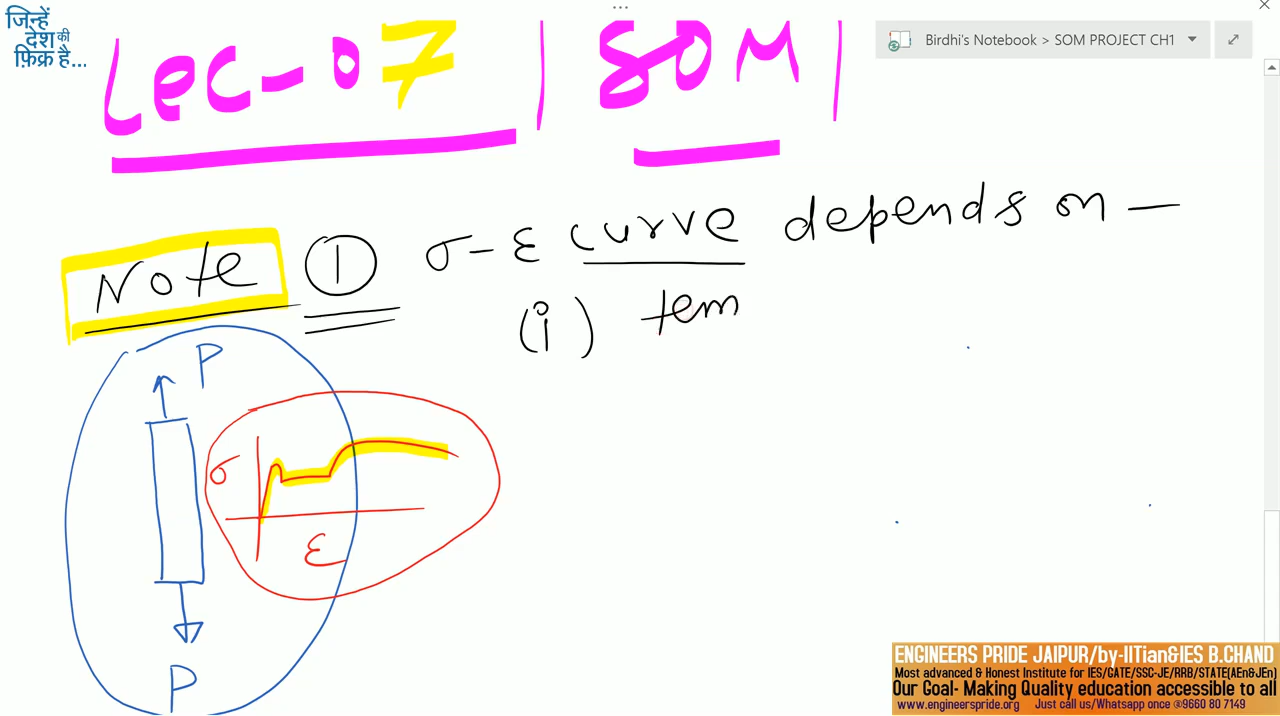 जिन्हें
देश की
फ़िक्र है...
Birdhi's Notebook > SOM PROJECT CH1
Lec-07 | SOM |
Note ① σ-ε curve depends on —
(i) tem
P
σ
ε
P
ENGINEERS PRIDE JAIPUR/by-IITian&IES B.CHAND
Most advanced & Honest Institute for IES/GATE/SSC-JE/RRB/STATE(AEn&JEn)
Our Goal- Making Quality education accessible to all
www.engineerspride.org Just call us/Whatsapp once @9660 80 7149